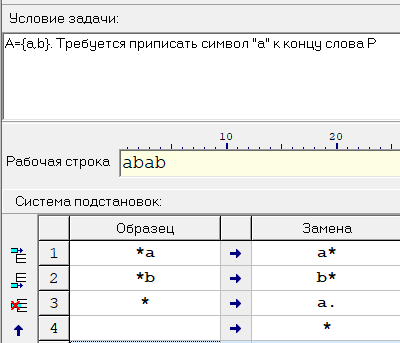 Условие задачи:
A={a,b}. Требуется приписать символ "a" к концу слова P
10 20
Рабочая строка abab
Система подстановок:
Образец Замена
1 *a → a*
2 *b → b*
3 * → a.
4 → *